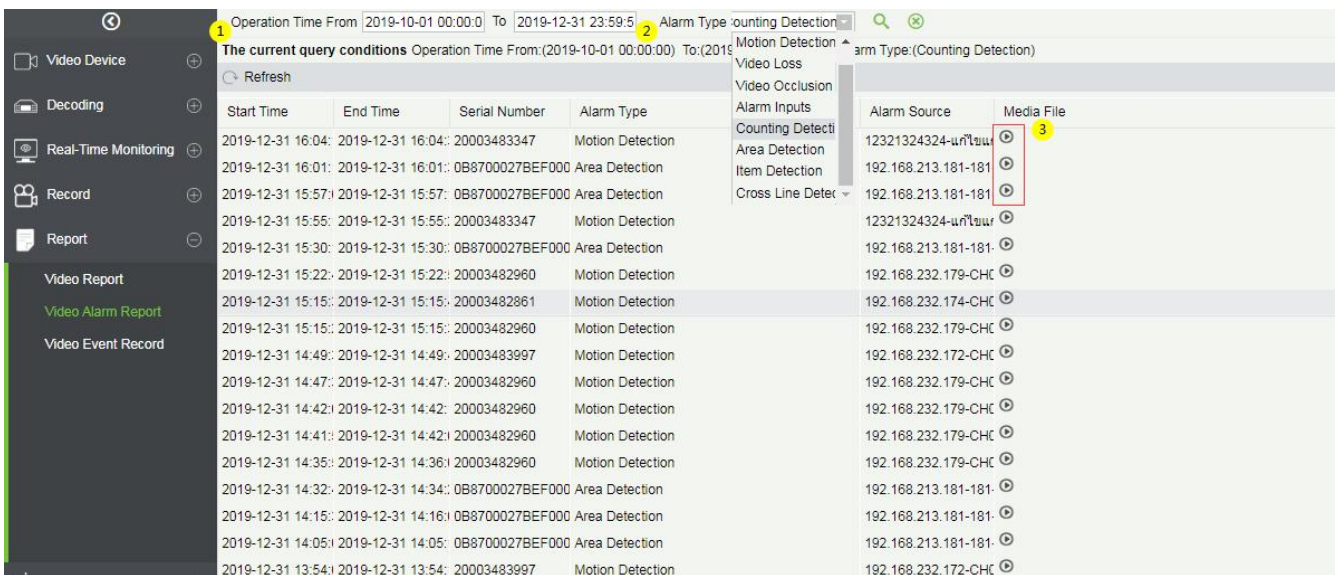 1 Operation Time From 2019-10-01 00:00:0 To 2019-12-31 23:59:5 2 Alarm Type ounting Detection
The current query conditions Operation Time From:(2019-10-01 00:00:00) To:(2019 arm Type:(Counting Detection)
Refresh
Motion Detection
Video Loss
Video Occlusion
Alarm Inputs
Counting Detecti
Area Detection
Item Detection
Cross Line Detec
Video Device
Decoding
Real-Time Monitoring
Record
Report
Video Report
Video Alarm Report
Video Event Record
Start Time End Time Serial Number Alarm Type Alarm Source Media File
3
2019-12-31 16:04: 2019-12-31 16:04: 20003483347 Motion Detection 12321324324-แก้ไขแ
2019-12-31 16:01: 2019-12-31 16:01: 0B8700027BEF000 Area Detection 192.168.213.181-181
2019-12-31 15:57: 2019-12-31 15:57: 0B8700027BEF000 Area Detection 192.168.213.181-181
2019-12-31 15:55: 2019-12-31 15:55: 20003483347 Motion Detection 12321324324-แก้ไขแ
2019-12-31 15:30: 2019-12-31 15:30: 0B8700027BEF000 Area Detection 192.168.213.181-181-
2019-12-31 15:22: 2019-12-31 15:22: 20003482960 Motion Detection 192.168.232.179-CH
2019-12-31 15:15: 2019-12-31 15:15: 20003482861 Motion Detection 192.168.232.174-CH
2019-12-31 15:15: 2019-12-31 15:15: 20003482960 Motion Detection 192.168.232.179-CH
2019-12-31 14:49: 2019-12-31 14:49: 20003483997 Motion Detection 192.168.232.172-CH
2019-12-31 14:47: 2019-12-31 14:47: 20003482960 Motion Detection 192.168.232.179-CH
2019-12-31 14:42: 2019-12-31 14:42: 20003482960 Motion Detection 192.168.232.179-CH
2019-12-31 14:41: 2019-12-31 14:42: 20003482960 Motion Detection 192.168.232.179-CH
2019-12-31 14:35: 2019-12-31 14:36: 20003482960 Motion Detection 192.168.232.179-CH
2019-12-31 14:32: 2019-12-31 14:34: 0B8700027BEF000 Area Detection 192.168.213.181-181-
2019-12-31 14:15: 2019-12-31 14:16: 0B8700027BEF000 Area Detection 192.168.213.181-181-
2019-12-31 14:05: 2019-12-31 14:05: 0B8700027BEF000 Area Detection 192.168.213.181-181-
2019-12-31 13:54: 2019-12-31 13:54: 20003483997 Motion Detection 192.168.232.172-CH